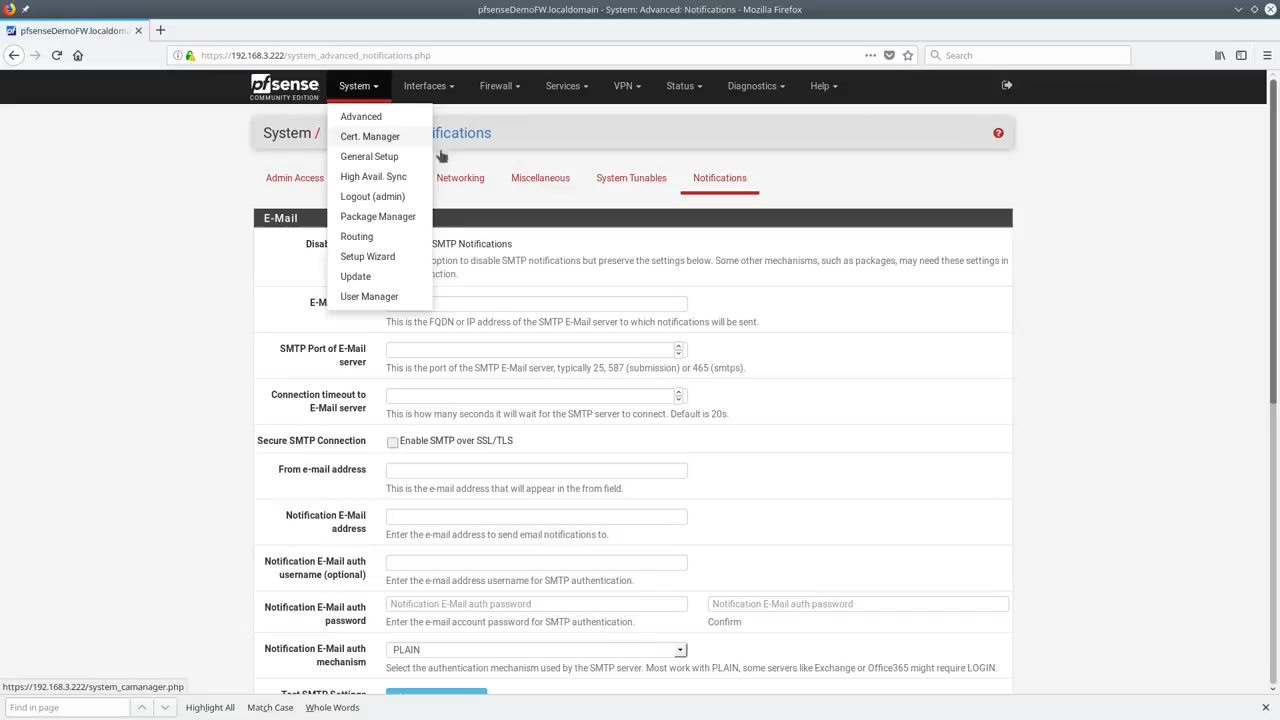 pfsenseDemoFW.localdomain - System: Advanced: Notifications - Mozilla Firefox
pfsenseDemoFW.localdoma
https://192.168.3.222/system_advanced_notifications.php
Search
pfsense
COMMUNITY EDITION
System
Interfaces
Firewall
Services
VPN
Status
Diagnostics
Help
System /
ifications
Advanced
Cert. Manager
General Setup
High Avail. Sync
Logout (admin)
Package Manager
Routing
Setup Wizard
Update
User Manager
Admin Access
Networking
Miscellaneous
System Tunables
Notifications
E-Mail
Disab
SMTP Notifications
option to disable SMTP notifications but preserve the settings below. Some other mechanisms, such as packages, may need these settings in
nction.
E-M
This is the FQDN or IP address of the SMTP E-Mail server to which notifications will be sent.
SMTP Port of E-Mail
server
This is the port of the SMTP E-Mail server, typically 25, 587 (submission) or 465 (smtps).
Connection timeout to
E-Mail server
This is how many seconds it will wait for the SMTP server to connect. Default is 20s.
Secure SMTP Connection
Enable SMTP over SSL/TLS
From e-mail address
This is the e-mail address that will appear in the from field.
Notification E-Mail
address
Enter the e-mail address to send email notifications to.
Notification E-Mail auth
username (optional)
Enter the e-mail address username for SMTP authentication.
Notification E-Mail auth
password
Notification E-Mail auth password
Notification E-Mail auth password
Enter the e-mail account password for SMTP authentication.
Confirm
Notification E-Mail auth
mechanism
PLAIN
Select the authentication mechanism used by the SMTP server. Most work with PLAIN, some servers like Exchange or Office365 might require LOGIN.
Test SMTP Settings
https://192.168.3.222/system_camanager.php
Find in page
Highlight All
Match Case
Whole Words